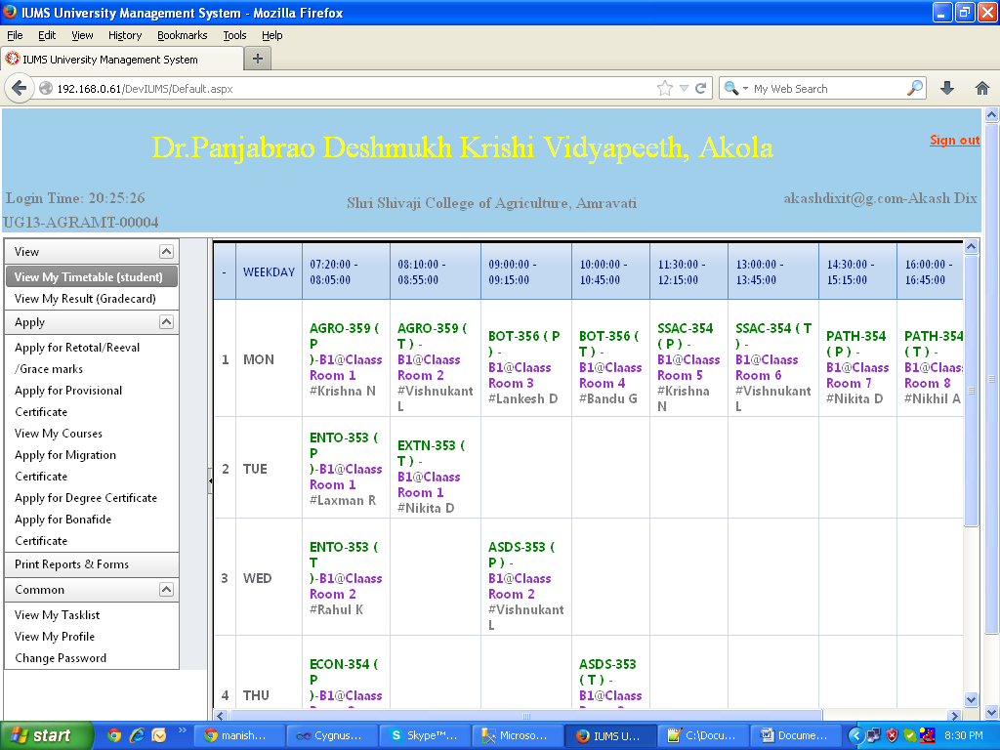 IUMS University Management System - Mozilla Firefox
File Edit View History Bookmarks Tools Help
IUMS University Management System
192.168.0.61/DevIUMS/Default.aspx
My Web Search
Dr.Panjabrao Deshmukh Krishi Vidyapeeth, Akola
Sign out
Login Time: 20:25:26
Shri Shivaji College of Agriculture, Amravati
akashdixit@g.com-Akash Dix
UG13-AGRAMT-00004
View
View My Timetable (student)
View My Result (Gradecard)
Apply
Apply for Retotal/Reeval
/Grace marks
Apply for Provisional
Certificate
View My Courses
Apply for Migration
Certificate
Apply for Degree Certificate
Apply for Bonafide
Certificate
Print Reports & Forms
Common
View My Tasklist
View My Profile
Change Password
-
WEEKDAY
07:20:00 -
08:05:00
08:10:00 -
08:55:00
09:00:00 -
09:15:00
10:00:00 -
10:45:00
11:30:00 -
12:15:00
13:00:00 -
13:45:00
14:30:00 -
15:15:00
16:00:00 -
16:45:00
1
MON
AGRO-359 (
P
)-B1@Claass
Room 1
#Krishna N
AGRO-359 (
T ) -
B1@Claass
Room 2
#Vishnukant
L
BOT-356 ( P
) -
B1@Claass
Room 3
#Lankesh D
BOT-356 (
T ) -
B1@Claass
Room 4
#Bandu G
SSAC-354
( P ) -
B1@Claass
Room 5
#Krishna
N
SSAC-354 ( T
) -
B1@Claass
Room 6
#Vishnukant
L
PATH-354
( P ) -
B1@Claass
Room 7
#Nikita D
PATH-354
( T ) -
B1@Claass
Room 8
#Nikhil A
2
TUE
ENTO-353 (
P
)-B1@Claass
Room 1
#Laxman R
EXTN-353 (
T ) -
B1@Claass
Room 1
#Nikita D
3
WED
ENTO-353 (
T
)-B1@Claass
Room 2
#Rahul K
ASDS-353 (
P ) -
B1@Claass
Room 2
#Vishnukant
L
4
THU
ECON-354 (
P
)-B1@Claass
ASDS-353
( T ) -
B1@Claass
start
manish...
Cygnus...
Skype™...
Microso...
IUMS U...
C:\Docu...
Docume...
8:30 PM